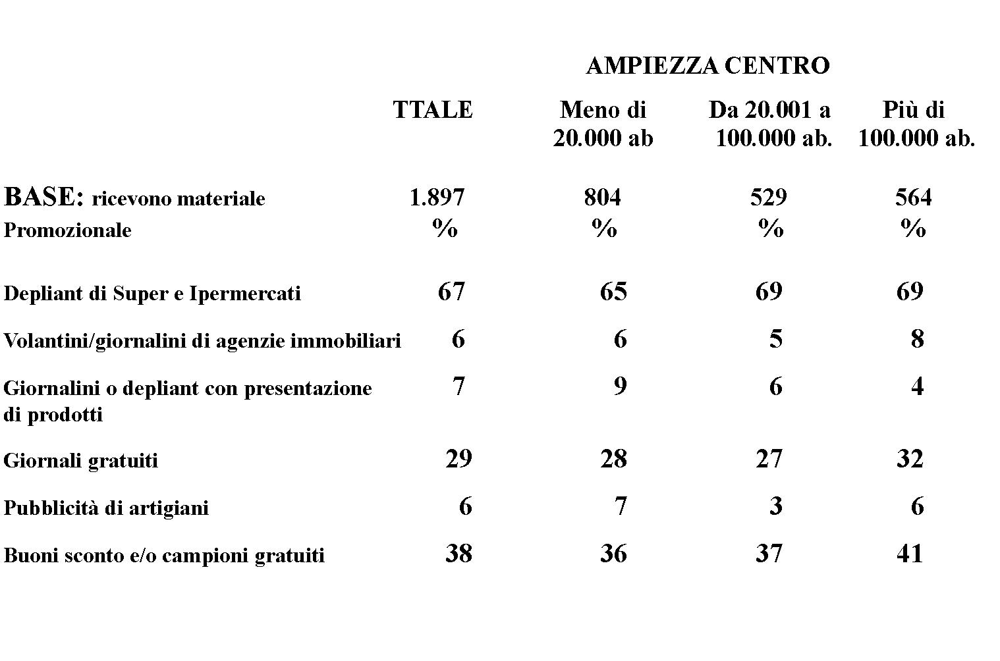 AMPIEZZA CENTRO
TTALE Meno di Da 20.001 a Più di
20.000 ab 100.000 ab. 100.000 ab.
BASE: ricevono materiale 1.897 804 529 564
Promozionale % % % %
Depliant di Super e Ipermercati 67 65 69 69
Volantini/giornalini di agenzie immobiliari 6 6 5 8
Giornalini o depliant con presentazione 7 9 6 4
di prodotti
Giornali gratuiti 29 28 27 32
Pubblicità di artigiani 6 7 3 6
Buoni sconto e/o campioni gratuiti 38 36 37 41